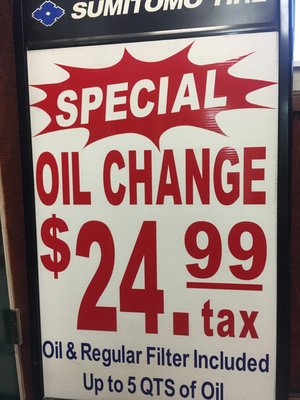 SUMITOMO TIRE
SPECIAL
OIL CHANGE
$24.99
tax
Oil & Regular Filter Included
Up to 5 QTS of Oil